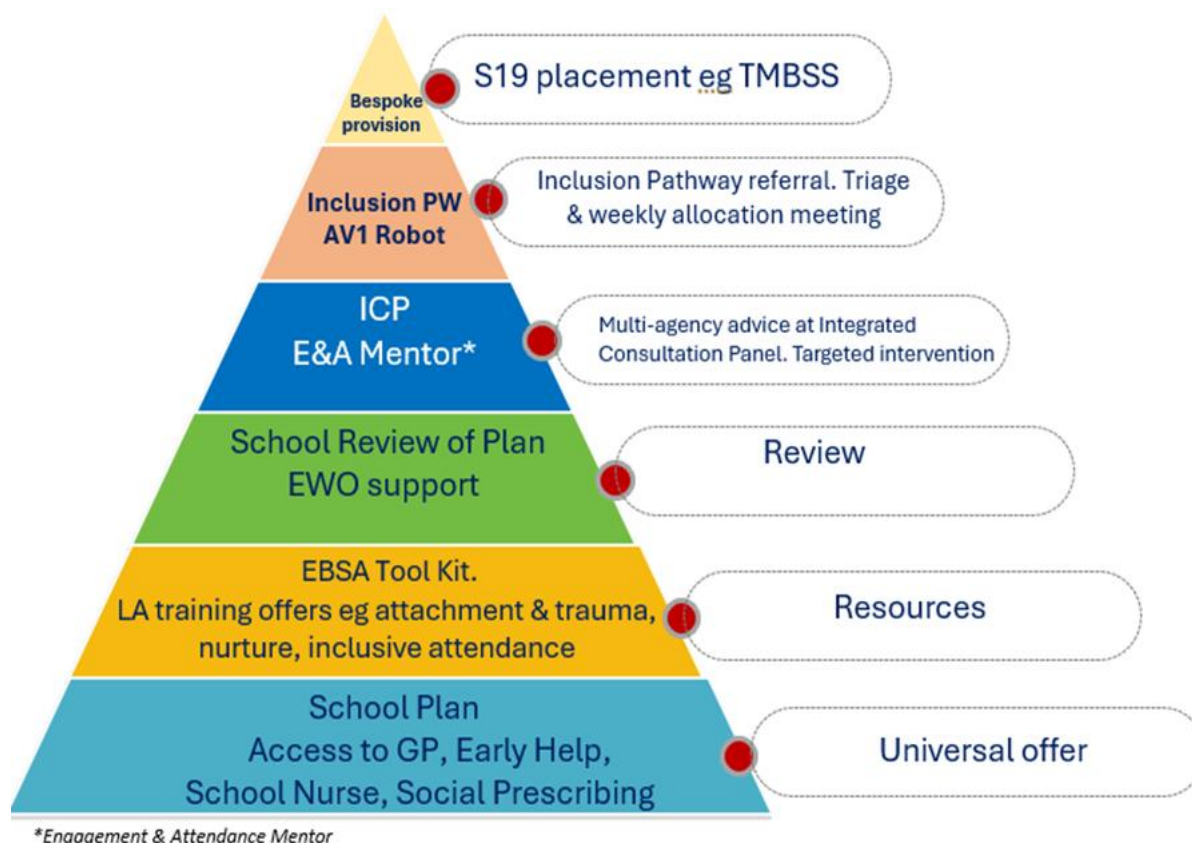 S19 placement eg TMBSS
Bespoke
provision
Inclusion PW
AV1 Robot
Inclusion Pathway referral. Triage
& weekly allocation meeting
ICP
E&A Mentor*
Multi-agency advice at Integrated
Consultation Panel. Targeted intervention
School Review of Plan
EWO support
Review
EBSA Tool Kit.
LA training offers eg attachment & trauma,
nurture, inclusive attendance
Resources
School Plan
Access to GP, Early Help,
School Nurse, Social Prescribing
Universal offer
*Engagement & Attendance Mentor